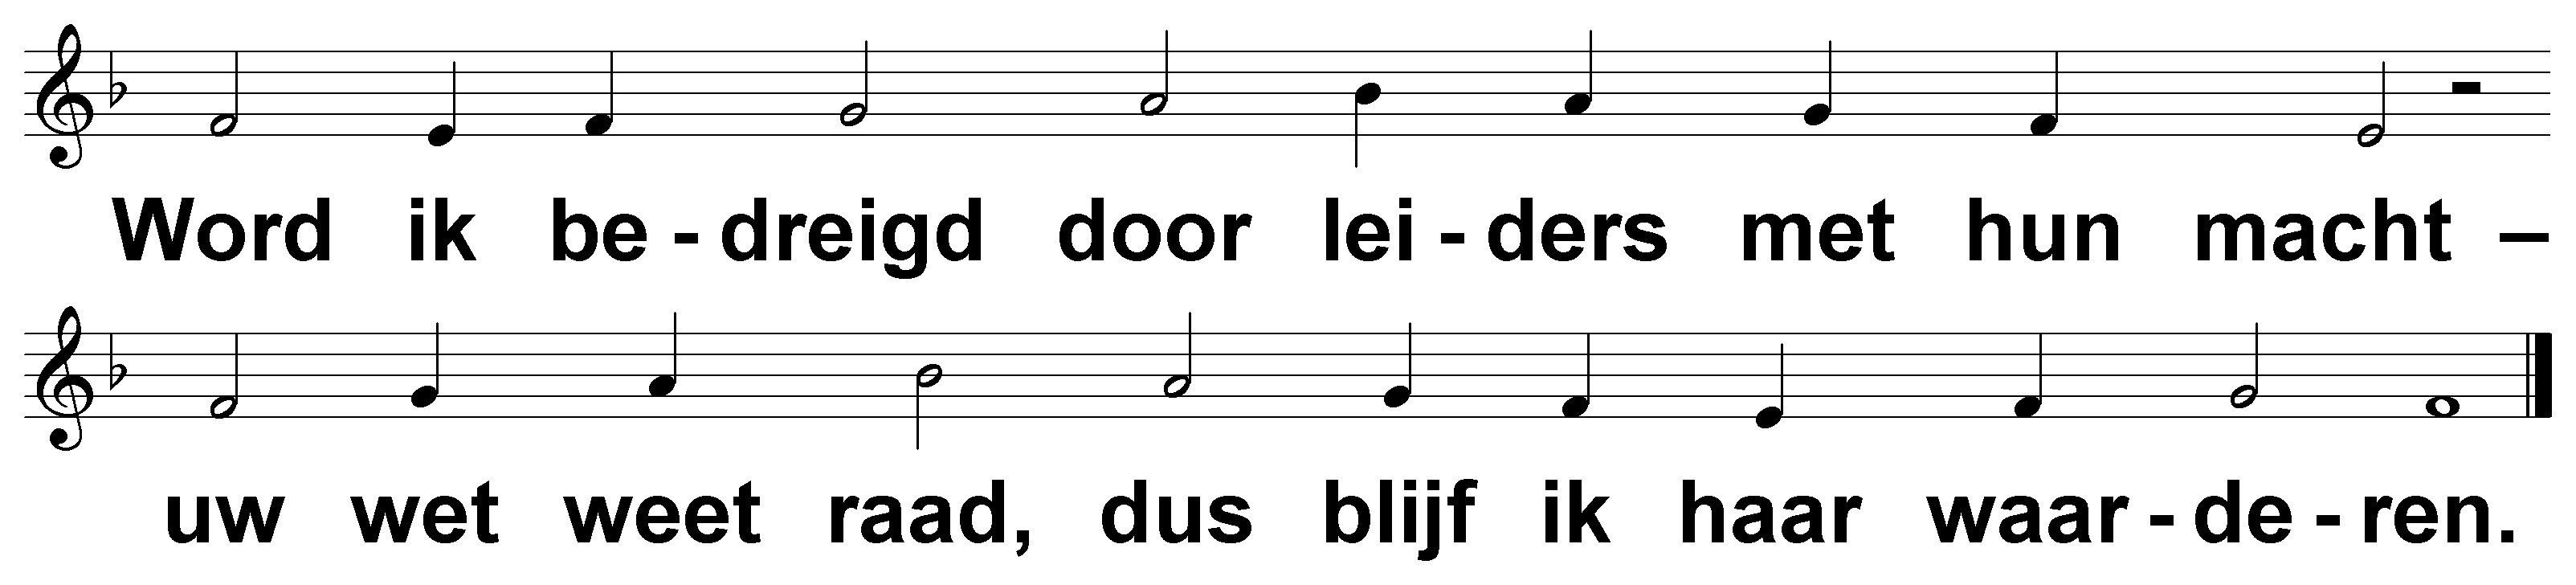 Word ik be - dreigd door lei - ders met hun macht –
uw wet weet raad, dus blijf ik haar waar - de - ren.